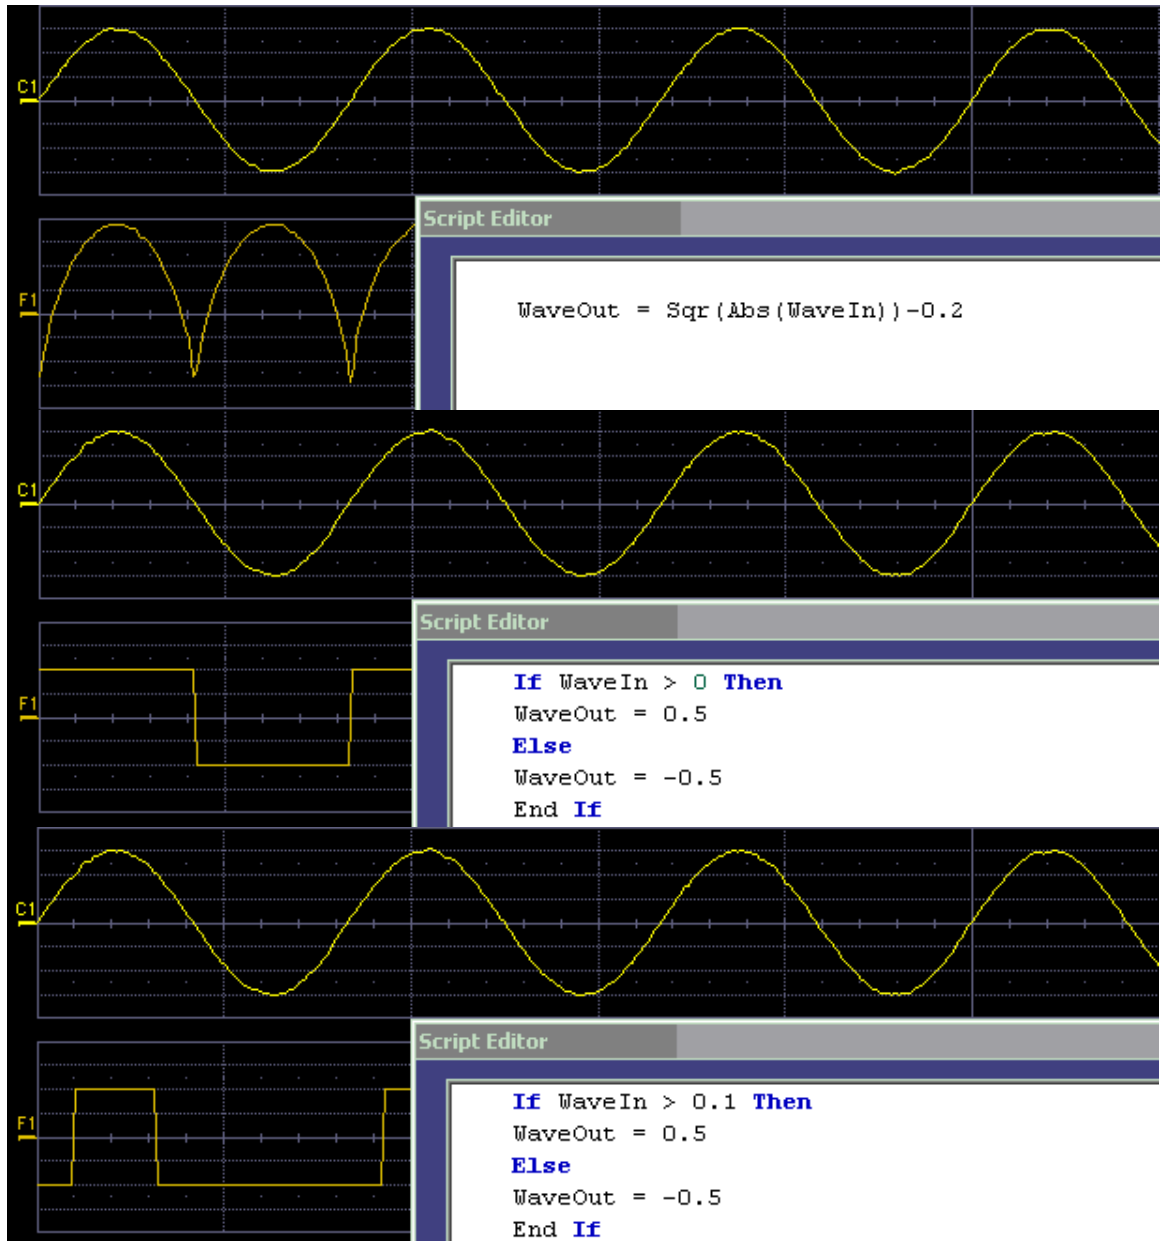 C1
Script Editor
F1
WaveOut = Sqr(Abs(WaveIn))-0.2
C1
Script Editor
If WaveIn > 0 Then
F1
WaveOut = 0.5
Else
WaveOut = -0.5
End If
C1
Script Editor
If WaveIn > 0.1 Then
F1
WaveOut = 0.5
Else
WaveOut = -0.5
End If